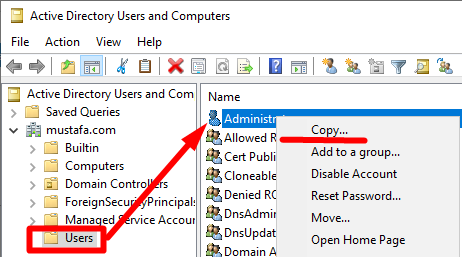 Active Directory Users and Computers
File Action View Help
Active Directory Users and Com
Saved Queries
mustafa.com
Builtin
Computers
Domain Controllers
ForeignSecurityPrincipals
Managed Service Accou
Users
Name
Administr
Allowed R
Cert Publi
Cloneable
Denied RO
DnsAdmin
DnsUpdat
Domain A
Copy...
Add to a group...
Disable Account
Reset Password...
Move...
Open Home Page